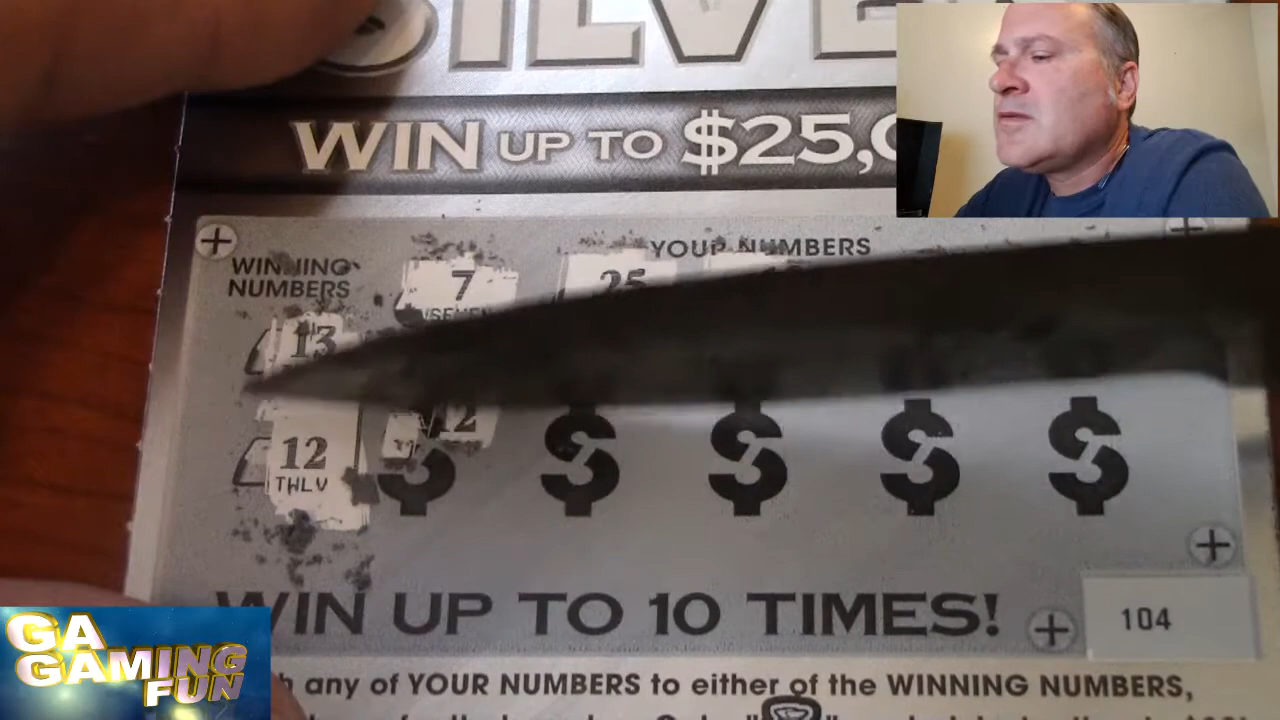 WIN UP TO $25,
YOUR NUMBERS
WINNING
NUMBERS
7
25
13
12
12
THLV
WIN UP TO 10 TIMES!
104
any of YOUR NUMBERS to either of the WINNING NUMBERS,
GA
GAMING
FUN